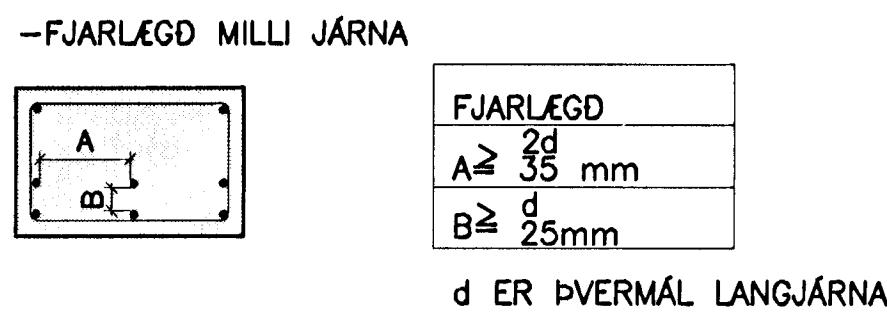 -FJARLÆGÐ MILLI JÁRNA
A
B
FJARLÆGÐ
A≧ 2d
35 mm
B≧ d
25mm
d ER ÞVERMÁL LANGJÁRNA